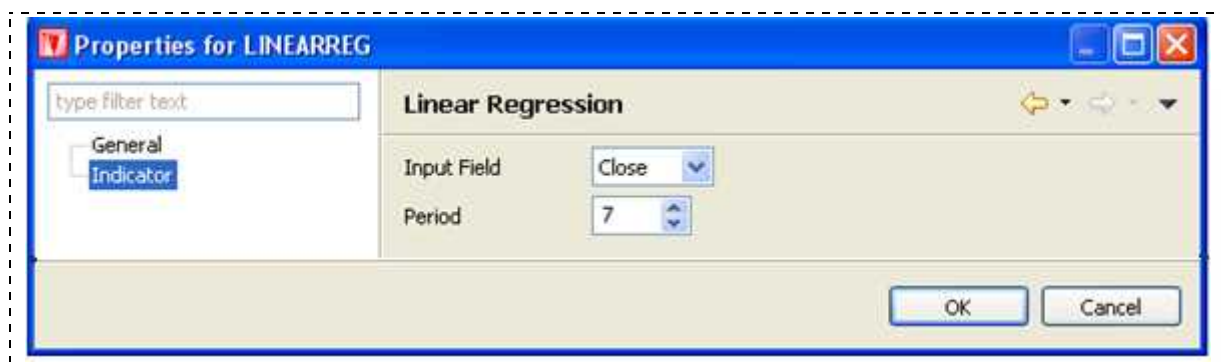 Properties for LINEARREG
type filter text
General
Indicator
Linear Regression
Input Field Close
Period 7
OK Cancel